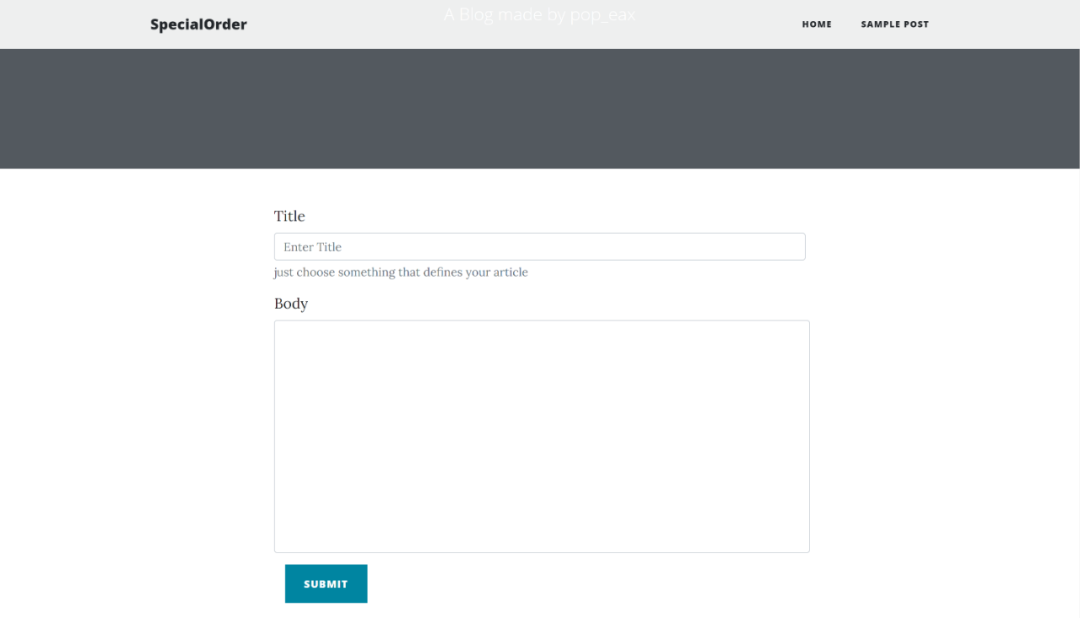 SpecialOrder
A Blog made by pop_eax
HOME
SAMPLE POST
Title
Enter Title
just choose something that defines your article
Body
SUBMIT